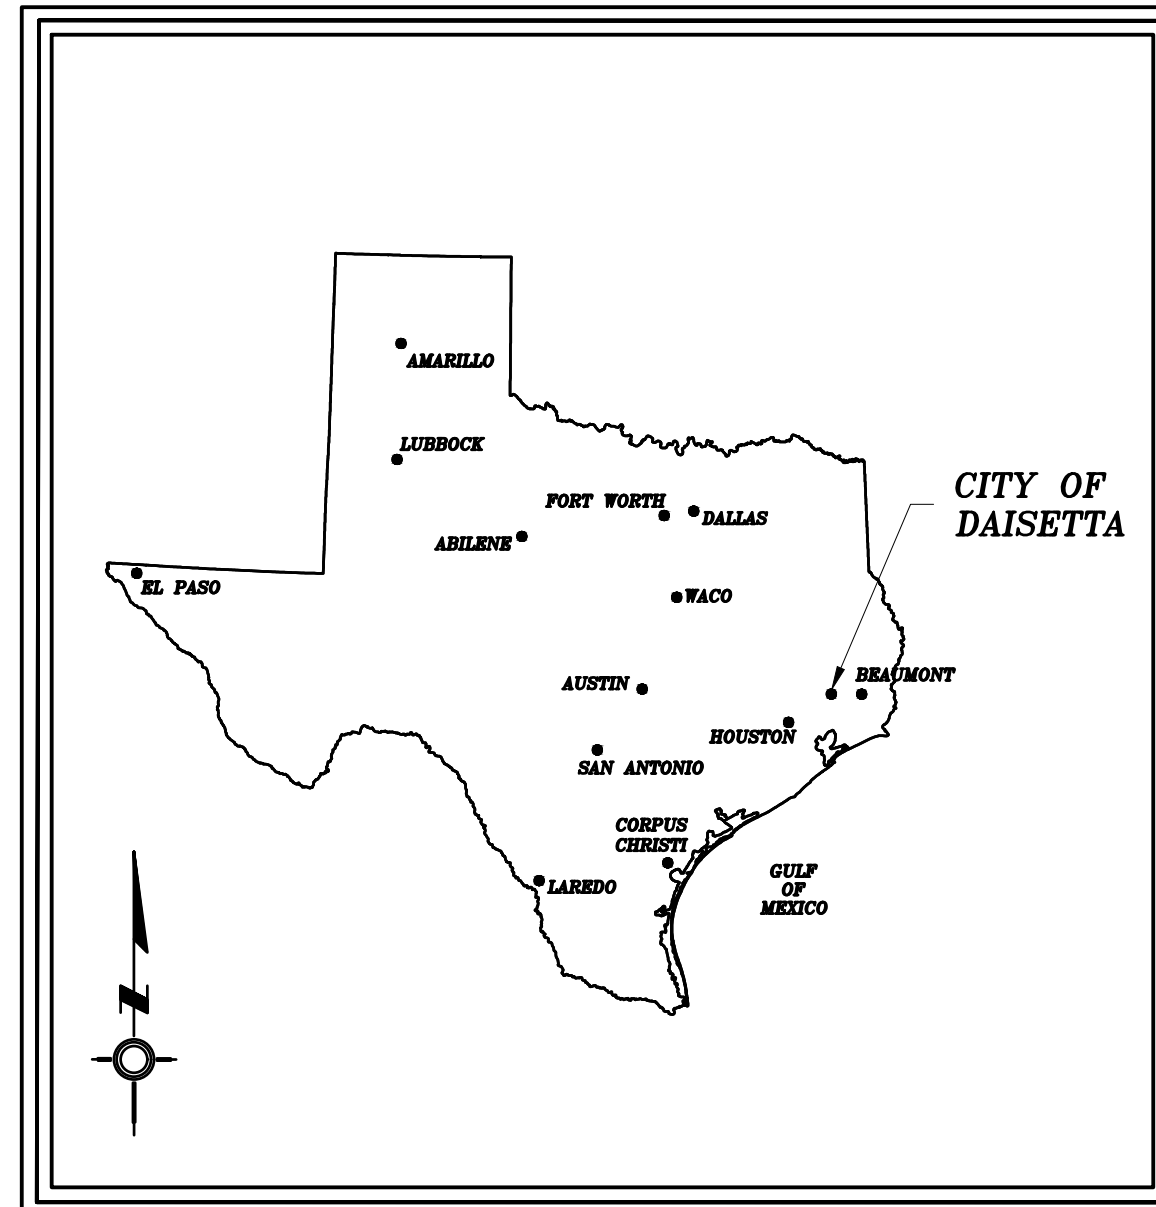 AMARILLO
LUBBOCK
CITY OF
DAISETTA
FORT WORTH
DALLAS
ABILENE
EL PASO
WACO
BEAUMONT
AUSTIN
HOUSTON
SAN ANTONIO
CORPUS
CHRISTI
GULF
OF
MEXICO
LAREDO
N